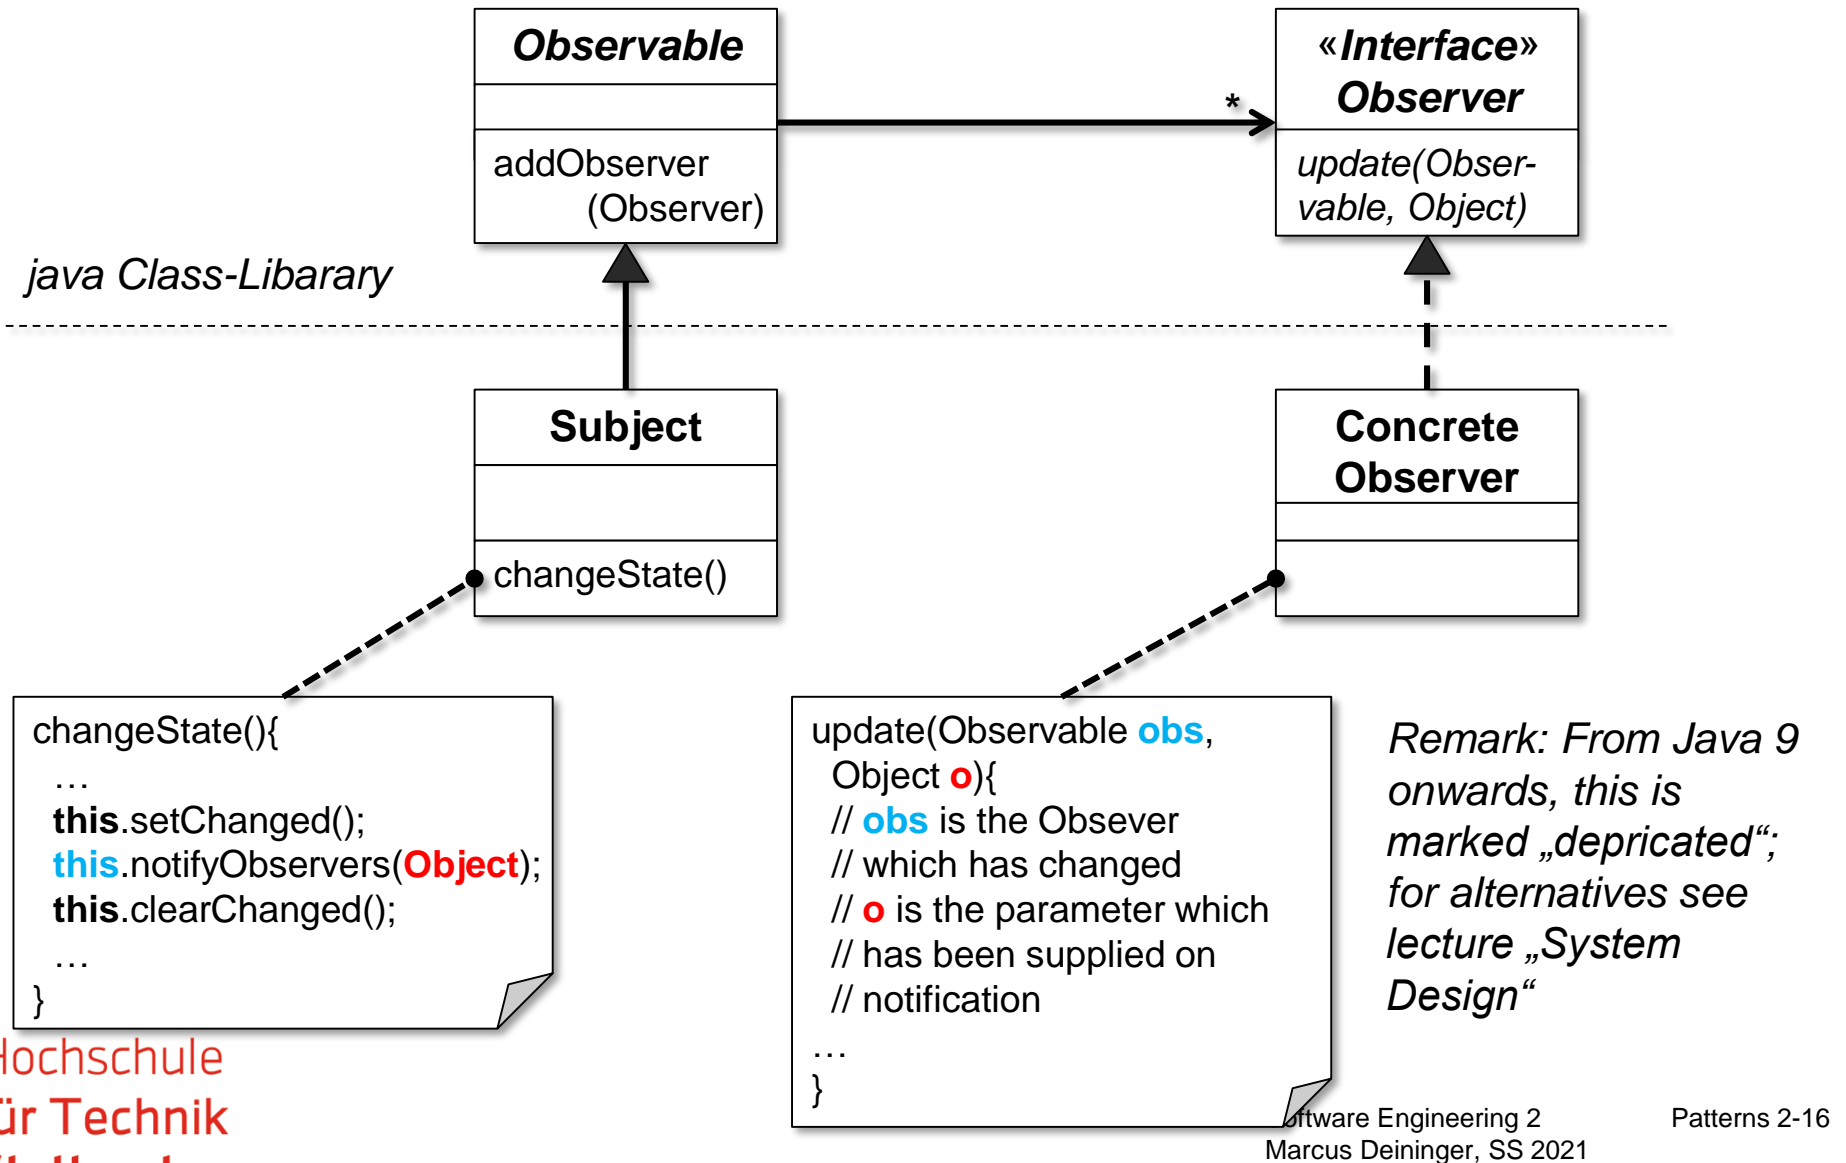 Observable
addObserver
(Observer)
«Interface»
Observer
*
update(Obser-
vable, Object)
java Class-Libarary
Subject
changeState()
Concrete
Observer
changeState(){
…
this.setChanged();
this.notifyObservers(Object);
this.clearChanged();
…
}
update(Observable obs,
Object o){
// obs is the Obsever
// which has changed
// o is the parameter which
// has been supplied on
// notification
…
}
Remark: From Java 9
onwards, this is
marked „depricated“;
for alternatives see
lecture „System
Design“
Hochschule
für Technik
Software Engineering 2
Marcus Deininger, SS 2021
Patterns 2-16